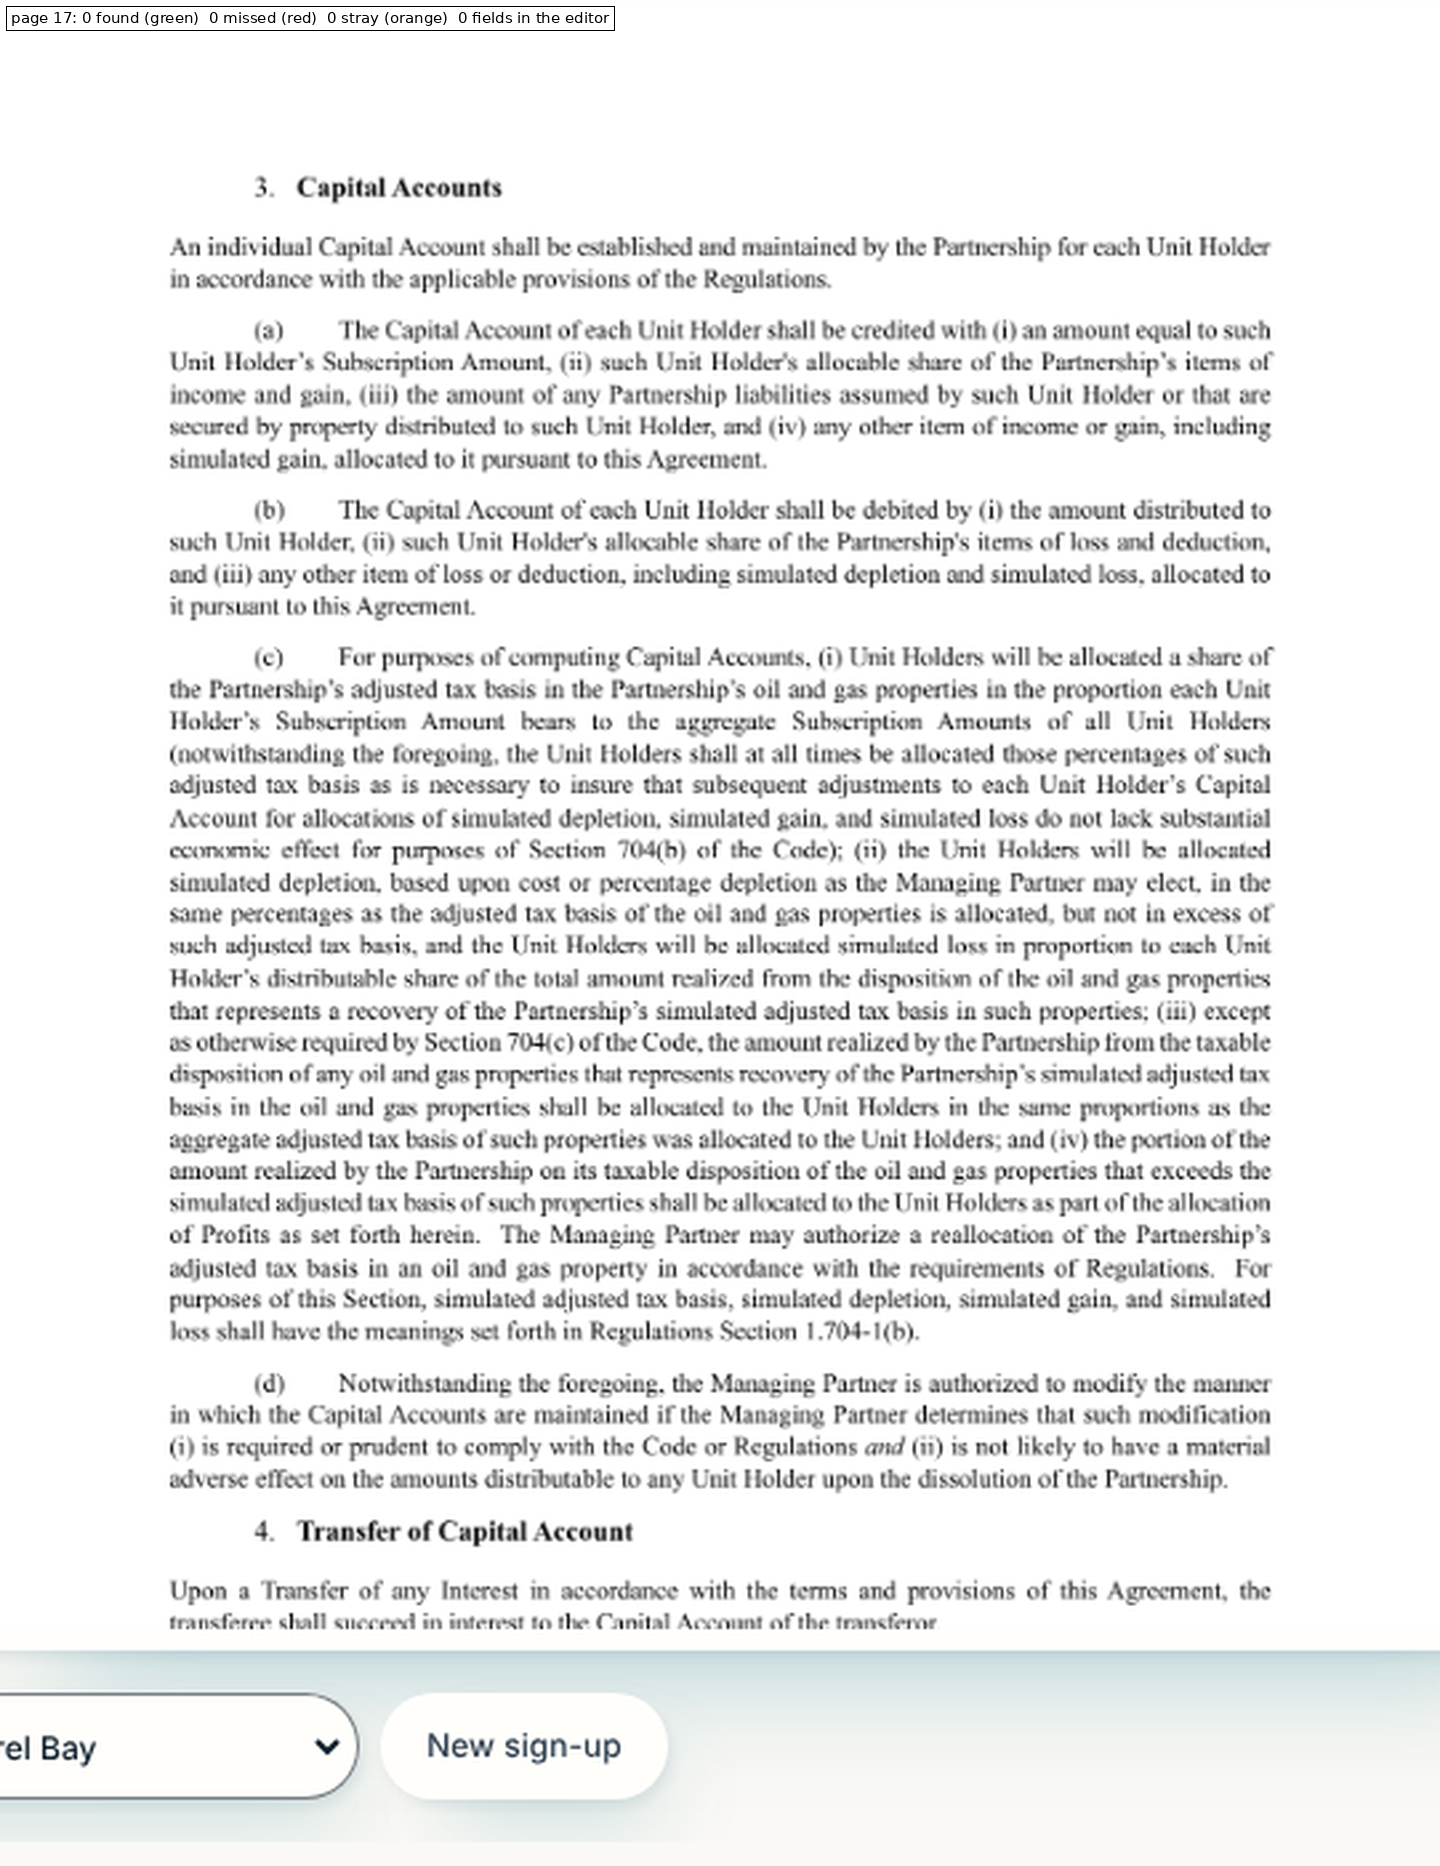 page 17: 0 found (green)  0 missed (red)  0 stray (orange)  0 fields in the editor
3. Capital Accounts
An individual Capital Account shall be established and maintained by the Partnership for each Unit Holder
in accordance with the applicable provisions of the Regulations.
(a) The Capital Account of each Unit Holder shall be credited with (i) an amount equal to such
Unit Holder’s Subscription Amount, (ii) such Unit Holder's allocable share of the Partnership’s items of
income and gain, (iii) the amount of any Partnership liabilities assumed by such Unit Holder or that are
secured by property distributed to such Unit Holder, and (iv) any other item of income or gain, including
simulated gain, allocated to it pursuant to this Agreement.
(b) The Capital Account of each Unit Holder shall be debited by (i) the amount distributed to
such Unit Holder, (ii) such Unit Holder's allocable share of the Partnership's items of loss and deduction,
and (iii) any other item of loss or deduction, including simulated depletion and simulated loss, allocated to
it pursuant to this Agreement.
(c) For purposes of computing Capital Accounts, (i) Unit Holders will be allocated a share of
the Partnership’s adjusted tax basis in the Partnership’s oil and gas properties in the proportion each Unit
Holder’s Subscription Amount bears to the aggregate Subscription Amounts of all Unit Holders
(notwithstanding the foregoing, the Unit Holders shall at all times be allocated those percentages of such
adjusted tax basis as is necessary to insure that subsequent adjustments to each Unit Holder’s Capital
Account for allocations of simulated depletion, simulated gain, and simulated loss do not lack substantial
economic effect for purposes of Section 704(b) of the Code); (ii) the Unit Holders will be allocated
simulated depletion, based upon cost or percentage depletion as the Managing Partner may elect, in the
same percentages as the adjusted tax basis of the oil and gas properties is allocated, but not in excess of
such adjusted tax basis, and the Unit Holders will be allocated simulated loss in proportion to each Unit
Holder’s distributable share of the total amount realized from the disposition of the oil and gas properties
that represents a recovery of the Partnership’s simulated adjusted tax basis in such properties; (iii) except
as otherwise required by Section 704(c) of the Code, the amount realized by the Partnership from the taxable
disposition of any oil and gas properties that represents recovery of the Partnership’s simulated adjusted tax
basis in the oil and gas properties shall be allocated to the Unit Holders in the same proportions as the
aggregate adjusted tax basis of such properties was allocated to the Unit Holders; and (iv) the portion of the
amount realized by the Partnership on its taxable disposition of the oil and gas properties that exceeds the
simulated adjusted tax basis of such properties shall be allocated to the Unit Holders as part of the allocation
of Profits as set forth herein. The Managing Partner may authorize a reallocation of the Partnership’s
adjusted tax basis in an oil and gas property in accordance with the requirements of Regulations. For
purposes of this Section, simulated adjusted tax basis, simulated depletion, simulated gain, and simulated
loss shall have the meanings set forth in Regulations Section 1.704-1(b).
(d) Notwithstanding the foregoing, the Managing Partner is authorized to modify the manner
in which the Capital Accounts are maintained if the Managing Partner determines that such modification
(i) is required or prudent to comply with the Code or Regulations and (ii) is not likely to have a material
adverse effect on the amounts distributable to any Unit Holder upon the dissolution of the Partnership.
4. Transfer of Capital Account
Upon a Transfer of any Interest in accordance with the terms and provisions of this Agreement, the
transferee shall succeed in interest to the Capital Account of the transferor
rel Bay
New sign-up